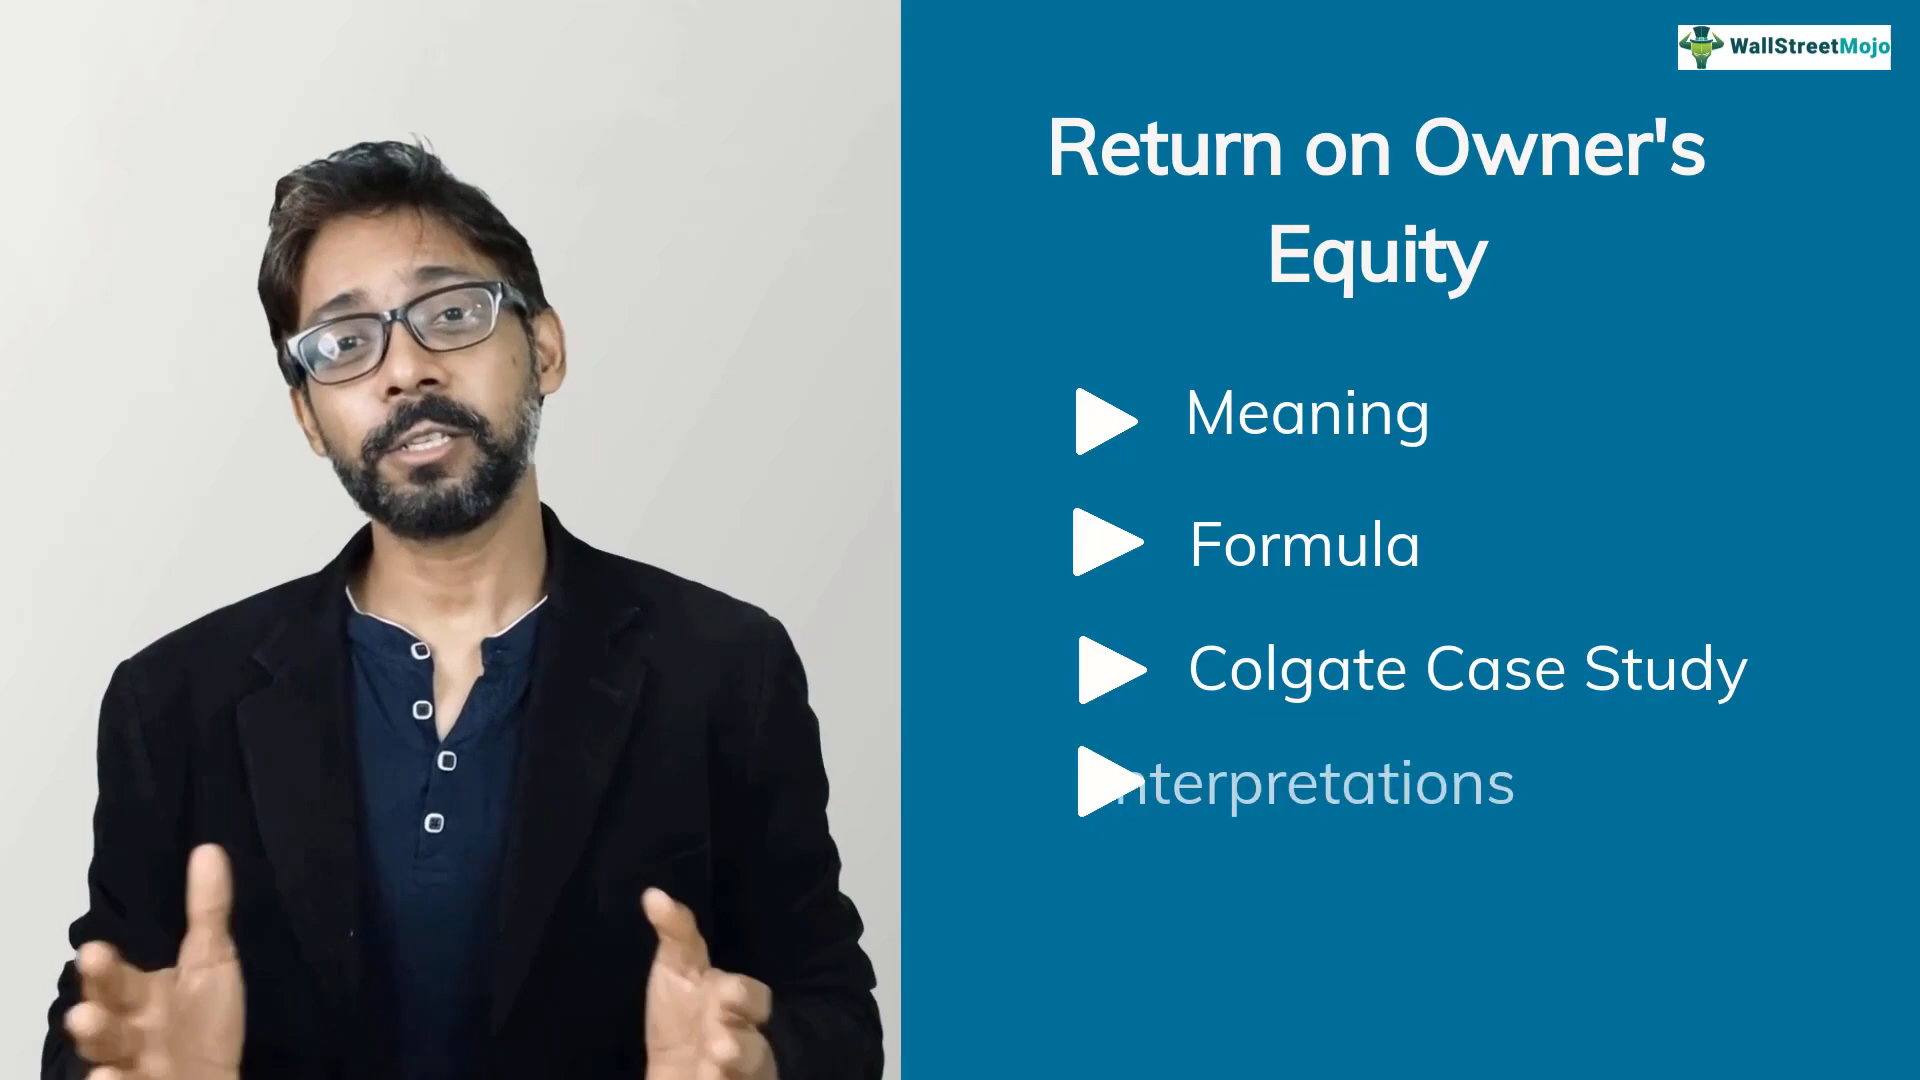 WallStreetMojo
Return on Owner's
Equity
Meaning
Formula
Colgate Case Study
nterpretations